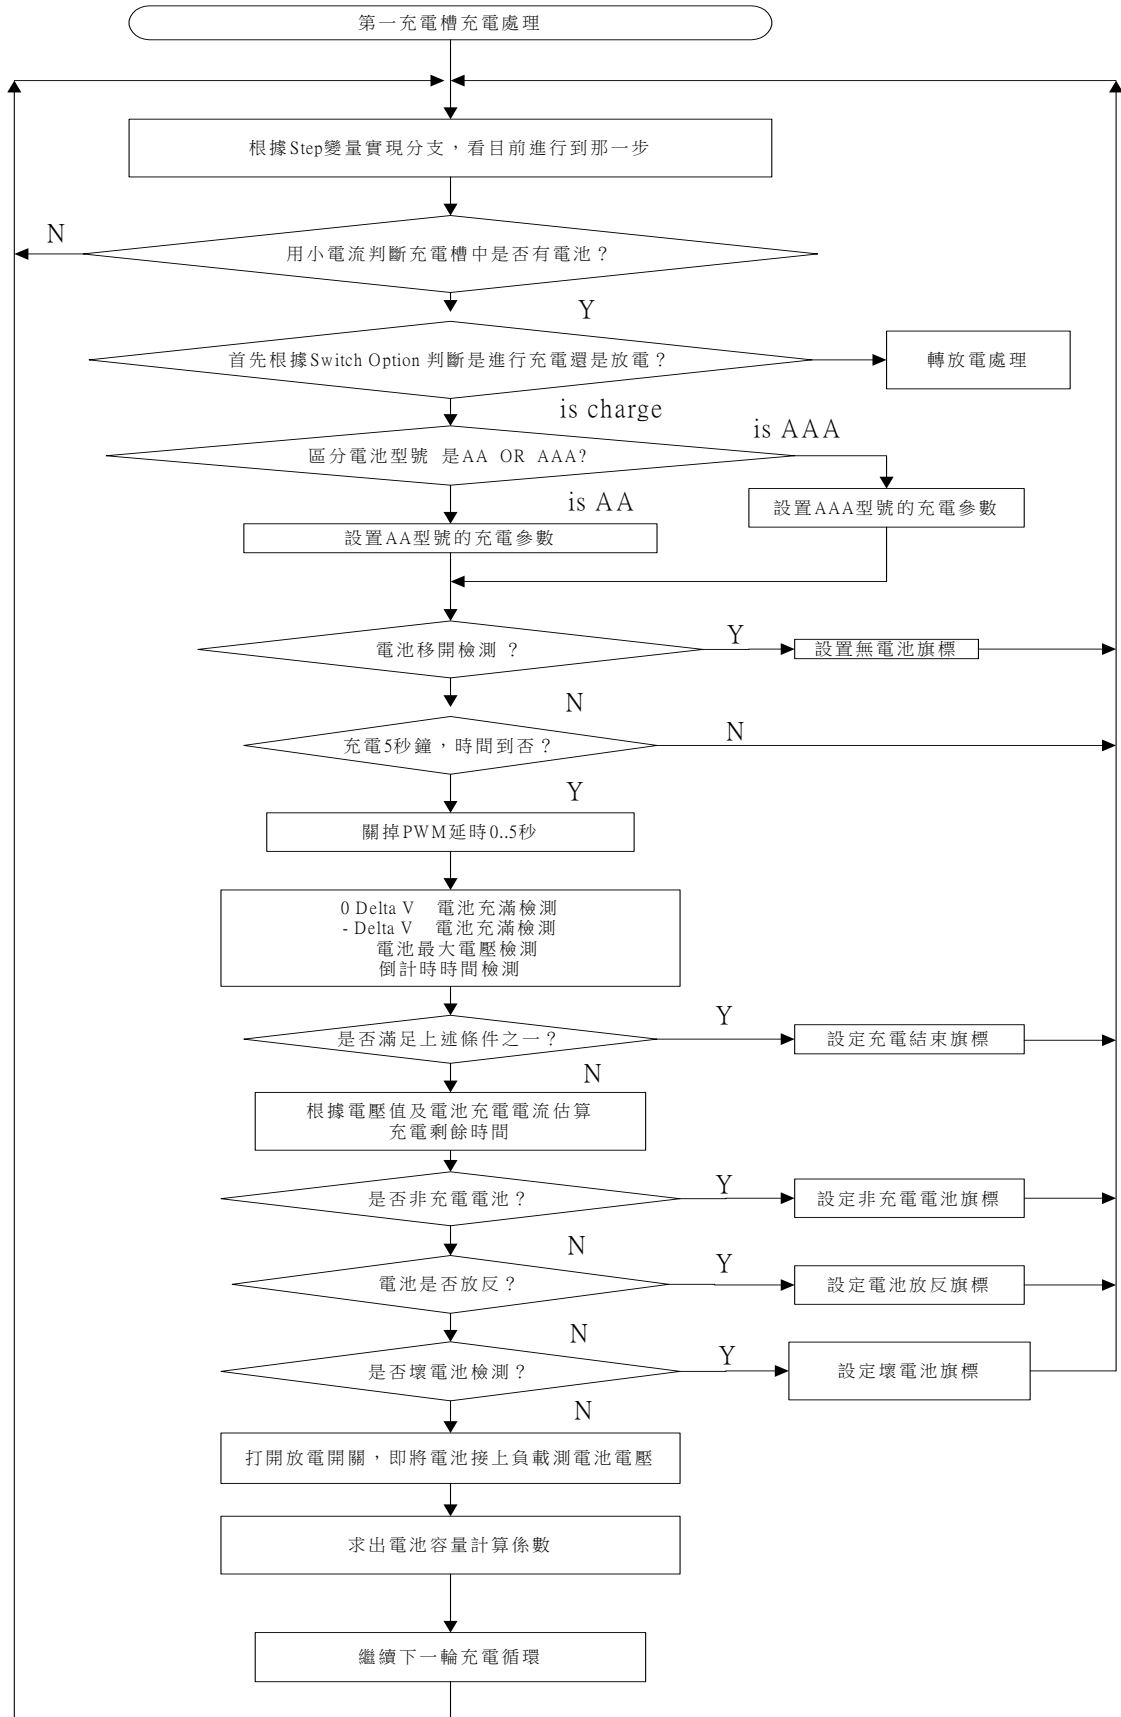 第一充電槽充電處理
根據Step變量實現分支，看目前進行到那一步
N
用小電流判斷充電槽中是否有電池？
Y
首先根據Switch Option 判斷是進行充電還是放電？
轉放電處理
is charge
is AAA
區分電池型號 是AA OR AAA?
is AA
設置AAA型號的充電參數
設置AA型號的充電參數
電池移開檢測 ？
Y
設置無電池旗標
N
充電5秒鐘，時間到否？
N
Y
關掉PWM延時0..5秒
0 Delta V 電池充滿檢測
- Delta V 電池充滿檢測
電池最大電壓檢測
倒計時時間檢測
是否滿足上述條件之一？
Y
設定充電結束旗標
N
根據電壓值及電池充電電流估算
充電剩餘時間
是否非充電電池？
Y
設定非充電電池旗標
N
電池是否放反？
Y
設定電池放反旗標
N
是否壞電池檢測？
Y
設定壞電池旗標
N
打開放電開關，即將電池接上負載測電池電壓
求出電池容量計算係數
繼續下一輪充電循環